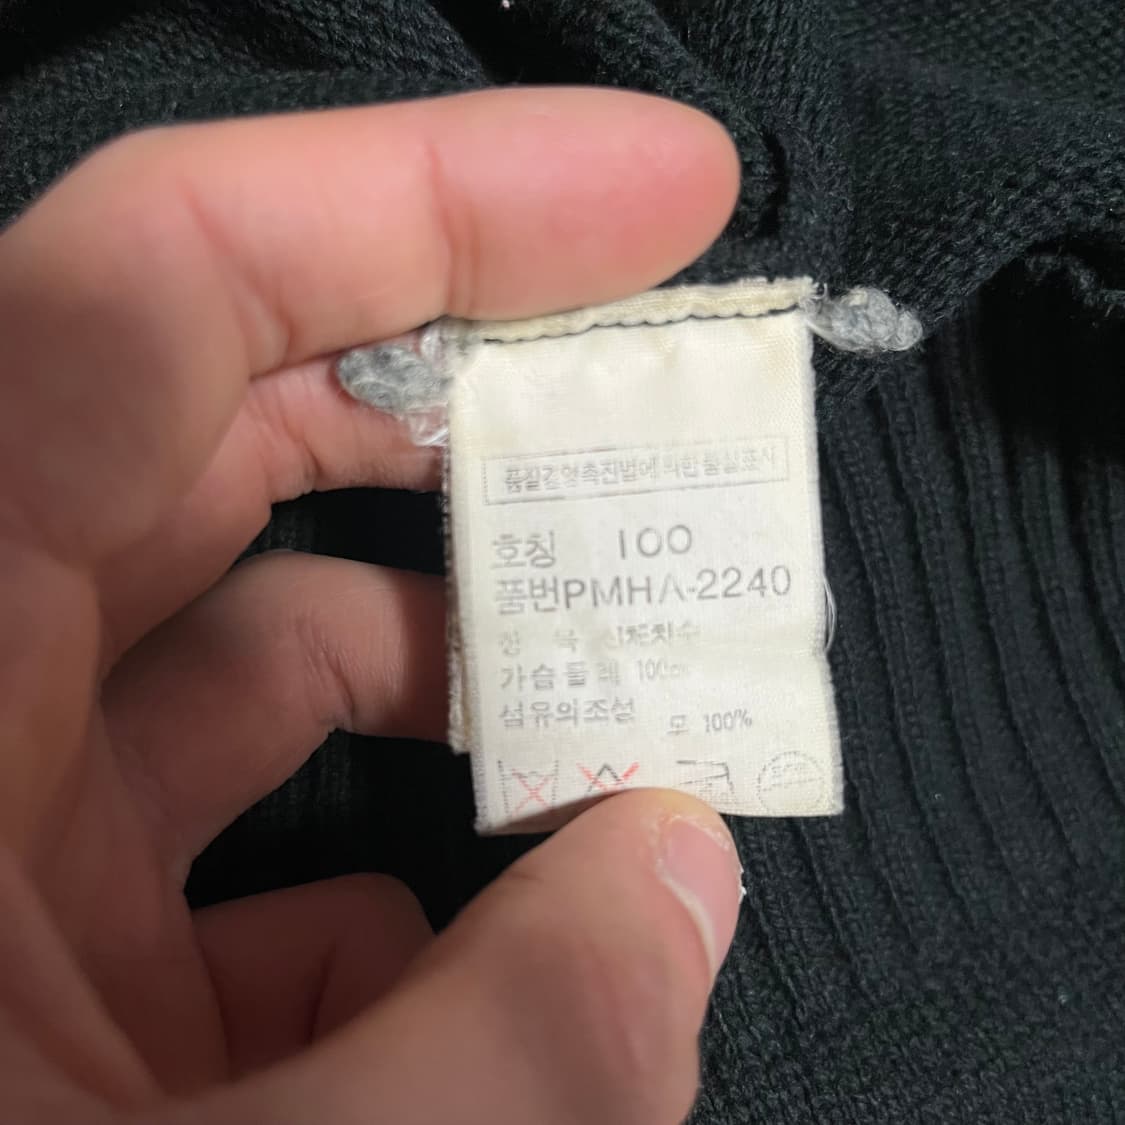 품질경영촉진법에 의한 품질표시
호칭 100
품번PMHA-2240
항 목 신체치수
가슴둘레 100cm
섬유의조성 모 100%